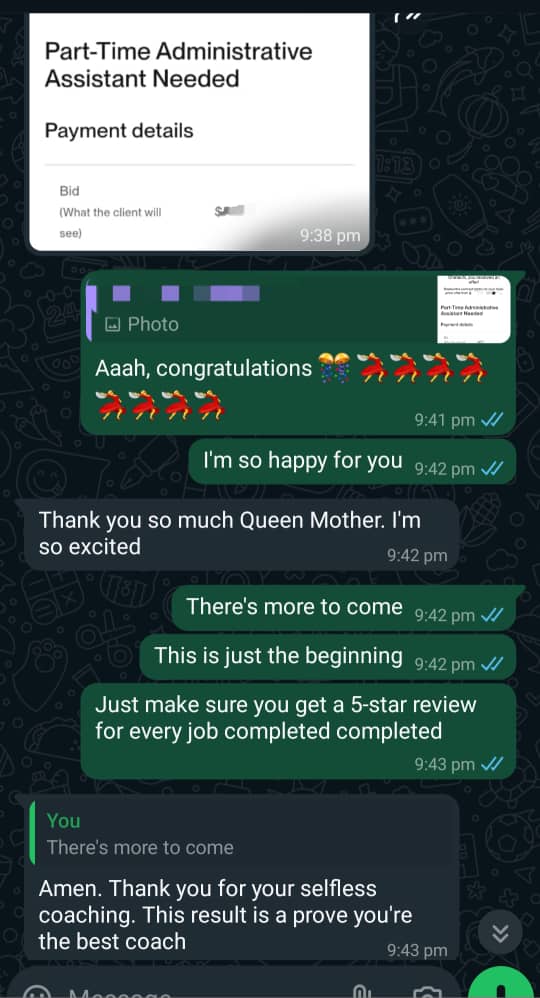 Part-Time Administrative
Assistant Needed
Payment details
Bid
(What the client will
see)
9:38 pm
Photo
Part-Time Administrative
Assistant Needed
Payment details
Aaah, congratulations 🎊💃💃💃💃
💃💃💃💃
9:41 pm
I'm so happy for you 9:42 pm
Thank you so much Queen Mother. I'm
so excited
9:42 pm
There's more to come 9:42 pm
This is just the beginning 9:42 pm
Just make sure you get a 5-star review
for every job completed completed
9:43 pm
You
There's more to come
Amen. Thank you for your selfless
coaching. This result is a prove you're
the best coach
9:43 pm